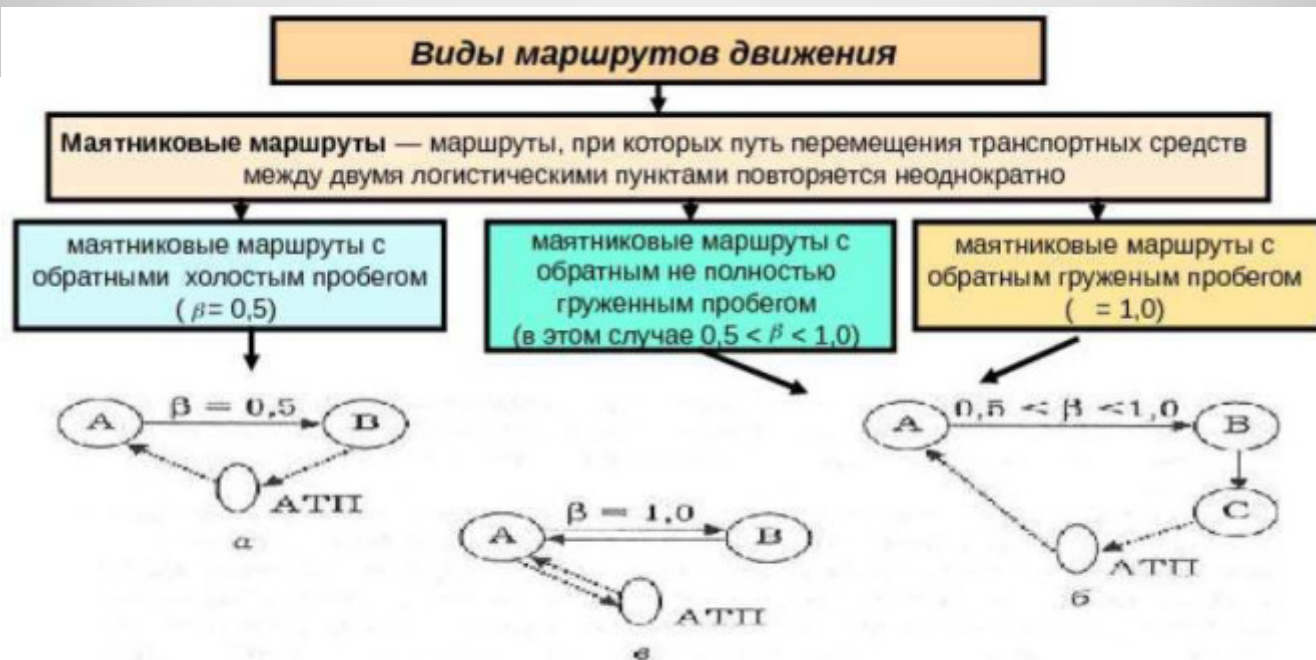 Виды маршрутов движения
Маятниковые маршруты — маршруты, при которых путь перемещения транспортных средств
между двумя логистическими пунктами повторяется неоднократно
маятниковые маршруты с
обратными холостым пробегом
( β= 0,5)
маятниковые маршруты с
обратным не полностью
груженным пробегом
(в этом случае 0,5 < β < 1,0)
маятниковые маршруты с
обратным груженым пробегом
( = 1,0)
A
β = 0,5
B
АТП
а
A
β = 1,0
B
АТП
в
A
0,5 < β <1,0
B
C
АТП
б